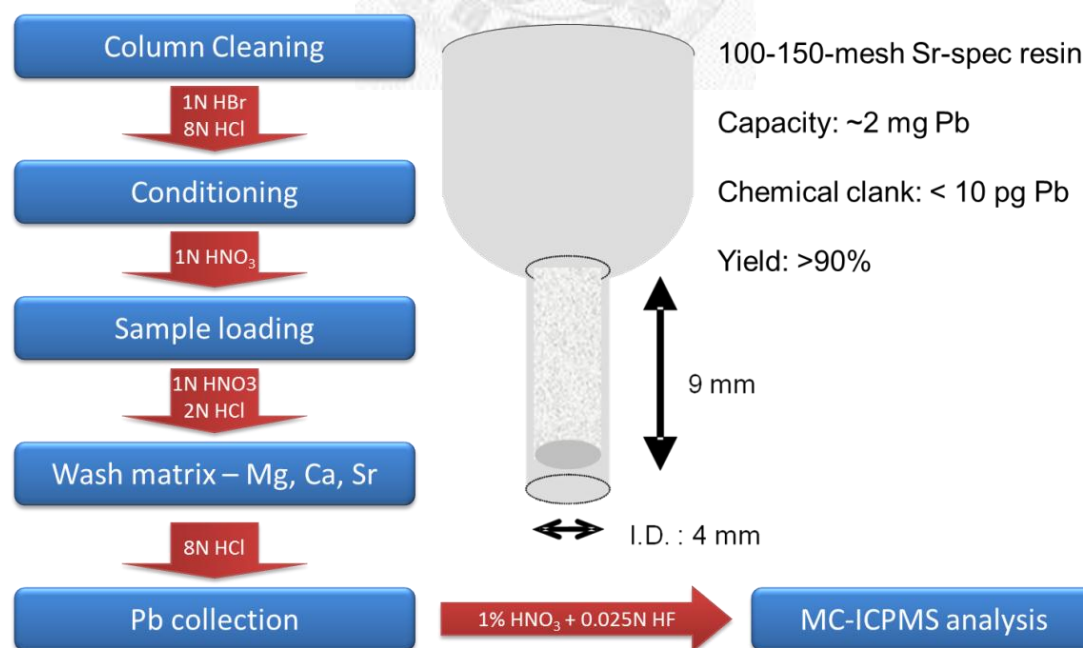 Column Cleaning
1N HBr
8N HCl
Conditioning
1N HNO₃
Sample loading
1N HNO3
2N HCl
Wash matrix – Mg, Ca, Sr
8N HCl
Pb collection
1% HNO₃ + 0.025N HF
MC-ICPMS analysis
100-150-mesh Sr-spec resin
Capacity: ~2 mg Pb
Chemical clank: < 10 pg Pb
Yield: >90%
9 mm
I.D. : 4 mm